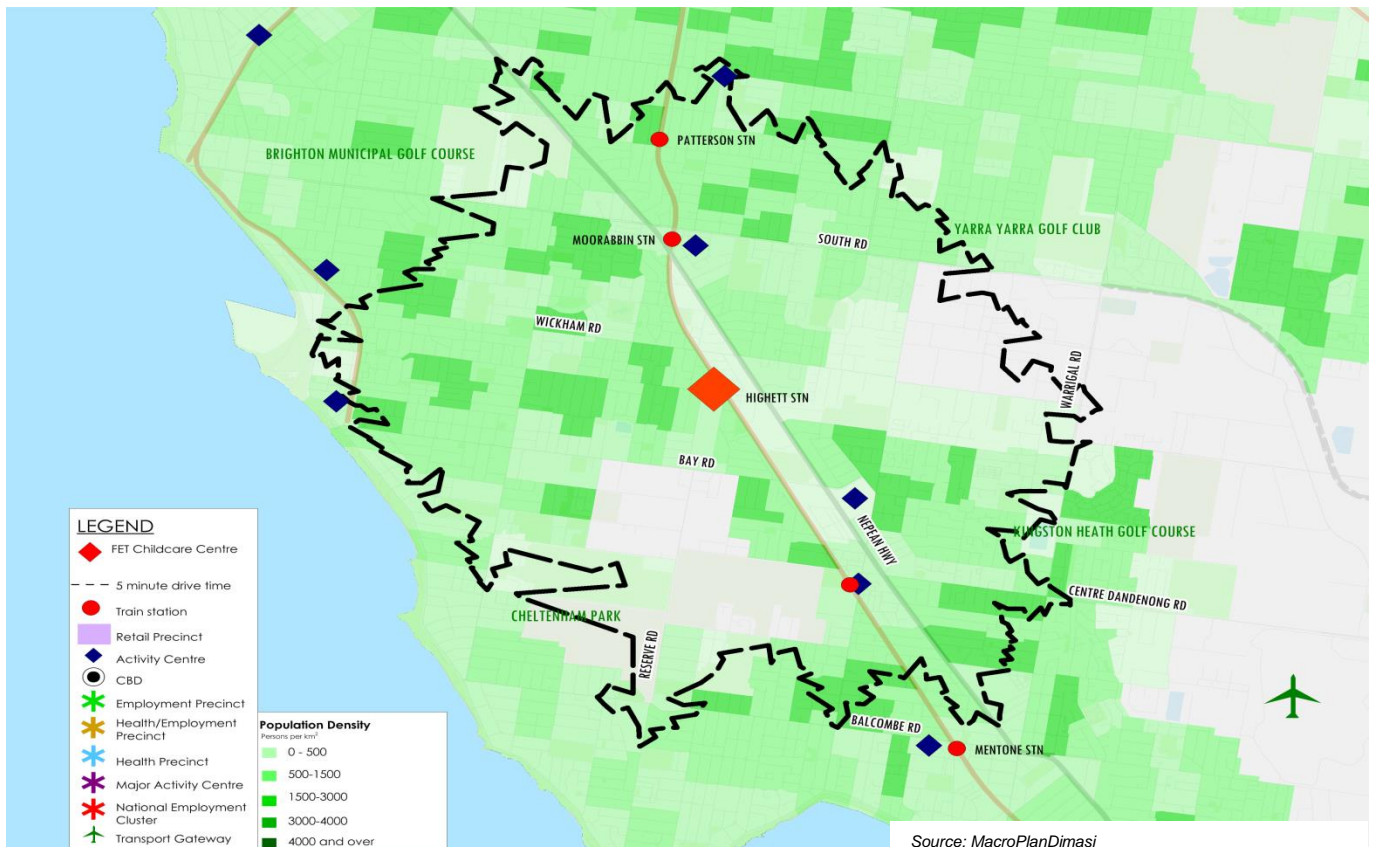 PATTERSON STN
BRIGHTON MUNICIPAL GOLF COURSE
YARRA YARRA GOLF CLUB
MOORABBIN STN
SOUTH RD
WICKHAM RD
WARRIGAL RD
HIGHETT STN
BAY RD
NEPEAN HWY
KINGSTON HEATH GOLF COURSE
CENTRE DANDENONG RD
CHELTENHAM PARK
RESERVE RD
BALCOMBE RD
MENTONE STN
LEGEND
FET Childcare Centre
5 minute drive time
Train station
Retail Precinct
Activity Centre
CBD
Employment Precinct
Health/Employment
Precinct
Health Precinct
Major Activity Centre
National Employment
Cluster
Transport Gateway
Population Density
Persons per km²
0 - 500
500-1500
1500-3000
3000-4000
4000 and over
Source: MacroPlanDimasi